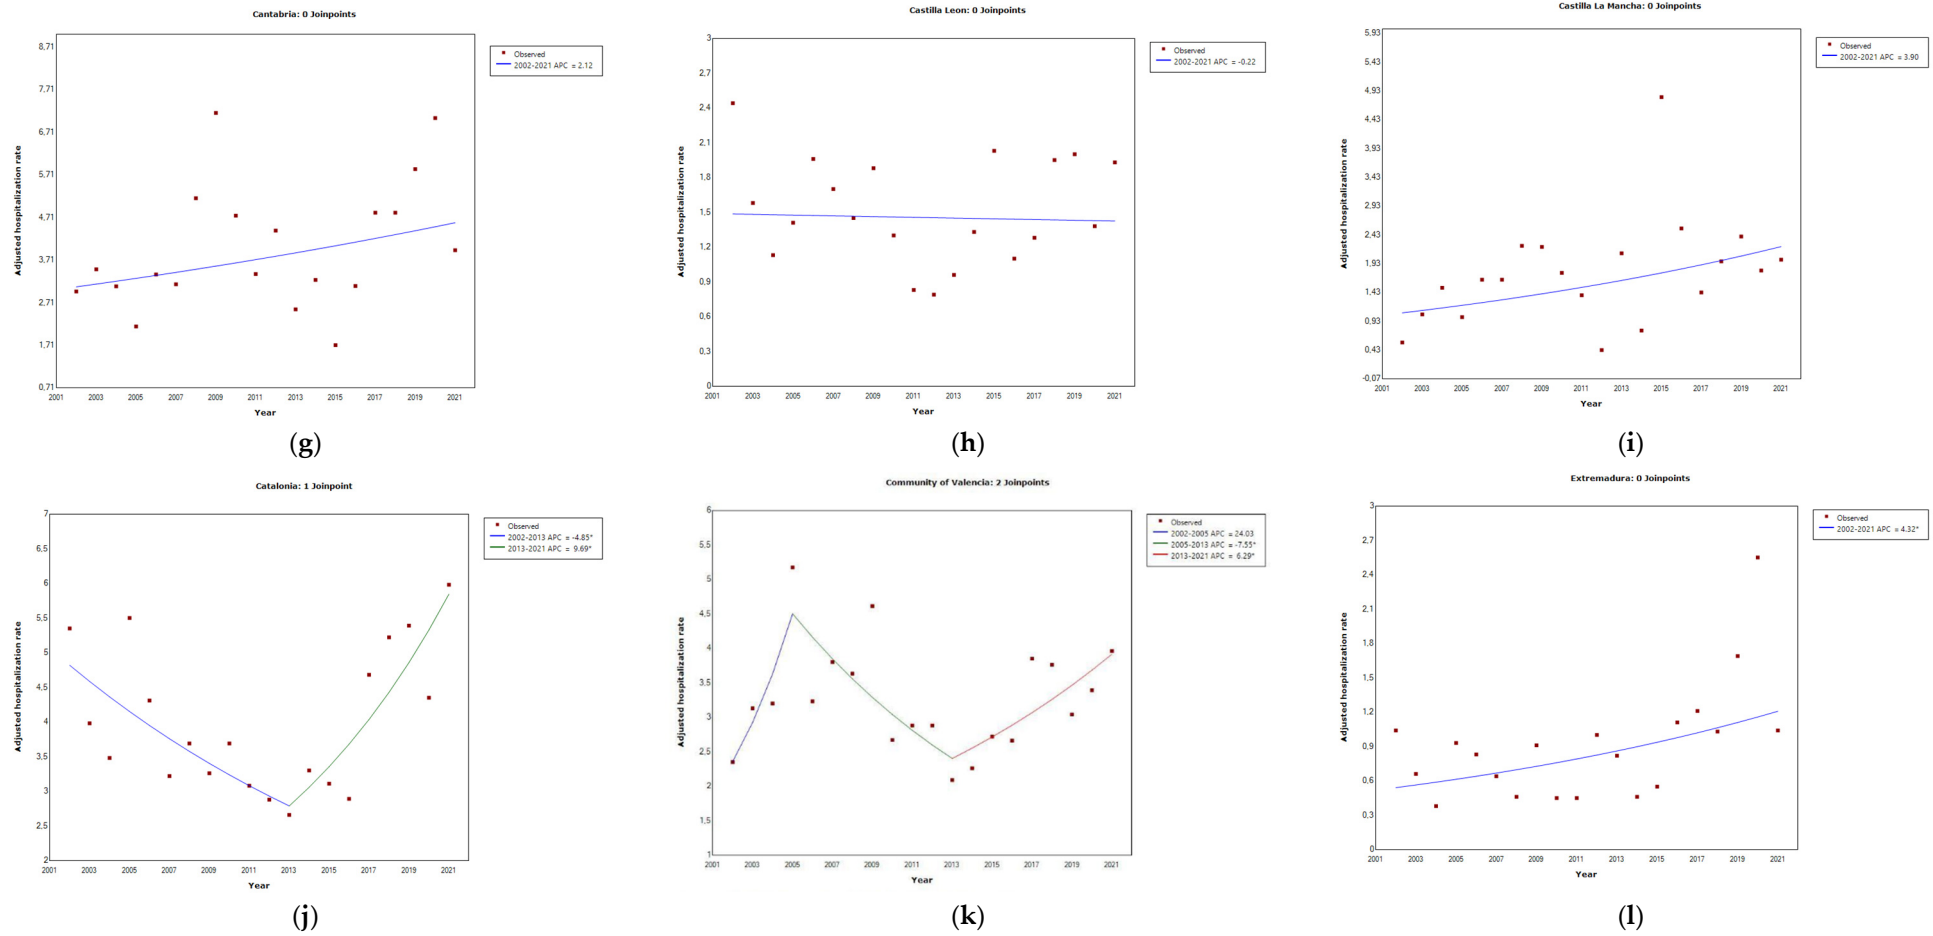 Cantabria: 0 Joinpoints
8,71
7,71
6,71
5,71
4,71
3,71
2,71
1,71
0,71
Adjusted hospitalization rate
2001 2003 2005 2007 2009 2011 2013 2015 2017 2019 2021
Year
Observed
2002-2021 APC = 2.12
(g)
Castilla Leon: 0 Joinpoints
3
2,7
2,4
2,1
1,8
1,5
1,2
0,9
0,6
0,3
0
Adjusted hospitalization rate
2001 2003 2005 2007 2009 2011 2013 2015 2017 2019 2021
Year
Observed
2002-2021 APC = -0.22
(h)
Castilla La Mancha: 0 Joinpoints
5,93
5,43
4,93
4,43
3,93
3,43
2,93
2,43
1,93
1,43
0,93
0,43
-0,07
Adjusted hospitalization rate
2001 2003 2005 2007 2009 2011 2013 2015 2017 2019 2021
Year
Observed
2002-2021 APC = 3.90
(i)
Catalonia: 1 Joinpoint
7
6,5
6
5,5
5
4,5
4
3,5
3
2,5
2
Adjusted hospitalization rate
2001 2003 2005 2007 2009 2011 2013 2015 2017 2019 2021
Year
Observed
2002-2013 APC = -4.85*
2013-2021 APC = 9.69*
(j)
Community of Valencia: 2 Joinpoints
6
5,5
5
4,5
4
3,5
3
2,5
2
1,5
1
Adjusted hospitalization rate
2001 2003 2005 2007 2009 2011 2013 2015 2017 2019 2021
Year
Observed
2002-2005 APC = 24.03
2005-2013 APC = -7.55*
2013-2021 APC = 6.29*
(k)
Extremadura: 0 Joinpoints
3
2,7
2,4
2,1
1,8
1,5
1,2
0,9
0,6
0,3
0
Adjusted hospitalization rate
2001 2003 2005 2007 2009 2011 2013 2015 2017 2019 2021
Year
Observed
2002-2021 APC = 4.32*
(l)